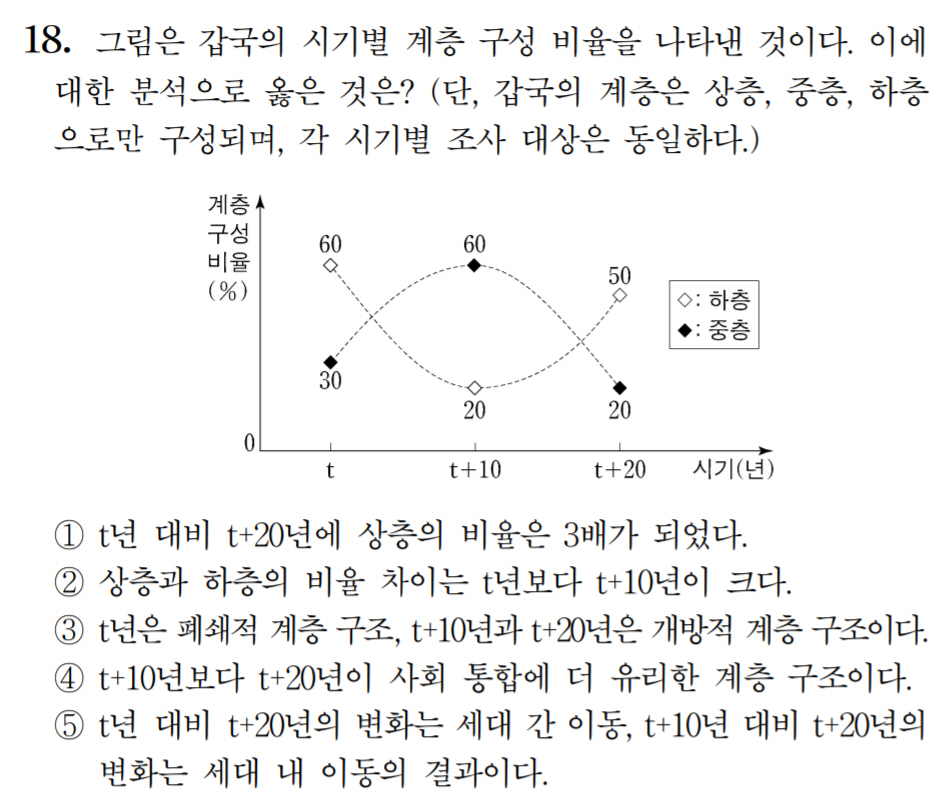 18. 그림은 갑국의 시기별 계층 구성 비율을 나타낸 것이다. 이에
대한 분석으로 옳은 것은? (단, 갑국의 계층은 상층, 중층, 하층
으로만 구성되며, 각 시기별 조사 대상은 동일하다.)
계층
구성
비율
(%)
60
60
50
30
20
20
◇: 하층
◆: 중층
0
t
t+10
t+20
시기(년)
① t년 대비 t+20년에 상층의 비율은 3배가 되었다.
② 상층과 하층의 비율 차이는 t년보다 t+10년이 크다.
③ t년은 폐쇄적 계층 구조, t+10년과 t+20년은 개방적 계층 구조이다.
④ t+10년보다 t+20년이 사회 통합에 더 유리한 계층 구조이다.
⑤ t년 대비 t+20년의 변화는 세대 간 이동, t+10년 대비 t+20년의
변화는 세대 내 이동의 결과이다.